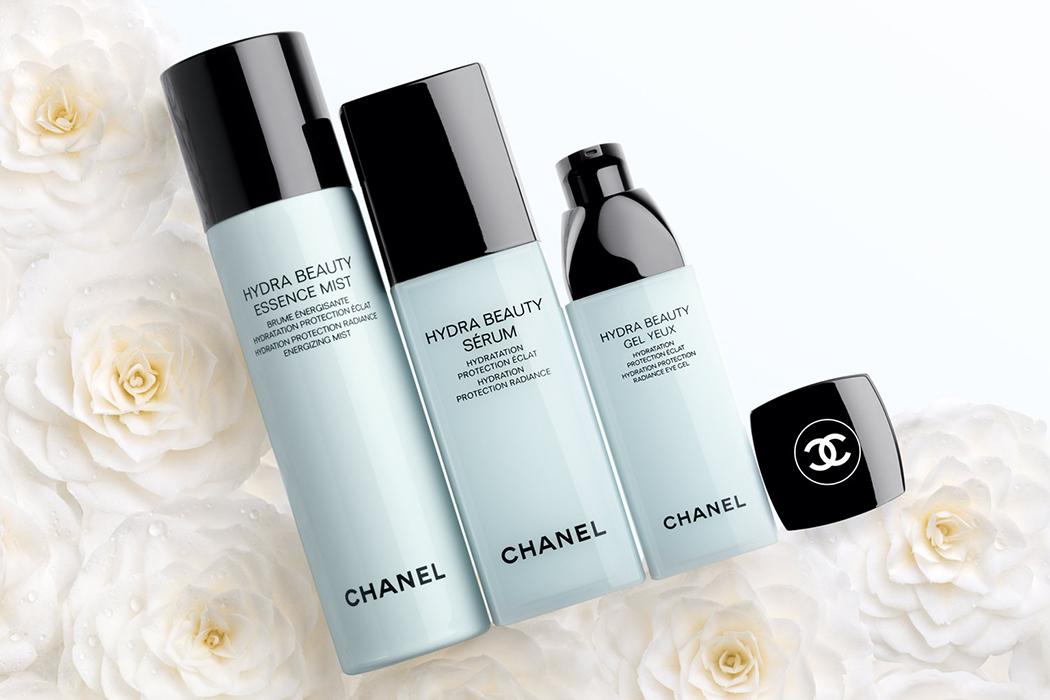 HYDRA BEAUTY
ESSENCE MIST
BRUME ÉNERGISANTE
HYDRATATION PROTECTION ÉCLAT
HYDRATION PROTECTION RADIANCE
ENERGIZING MIST
CHANEL
HYDRA BEAUTY
SÉRUM
HYDRATATION
PROTECTION ÉCLAT
HYDRATION
PROTECTION RADIANCE
CHANEL
HYDRA BEAUTY
GEL YEUX
HYDRATATION
PROTECTION ÉCLAT
HYDRATION PROTECTION
RADIANCE EYE GEL
CHANEL